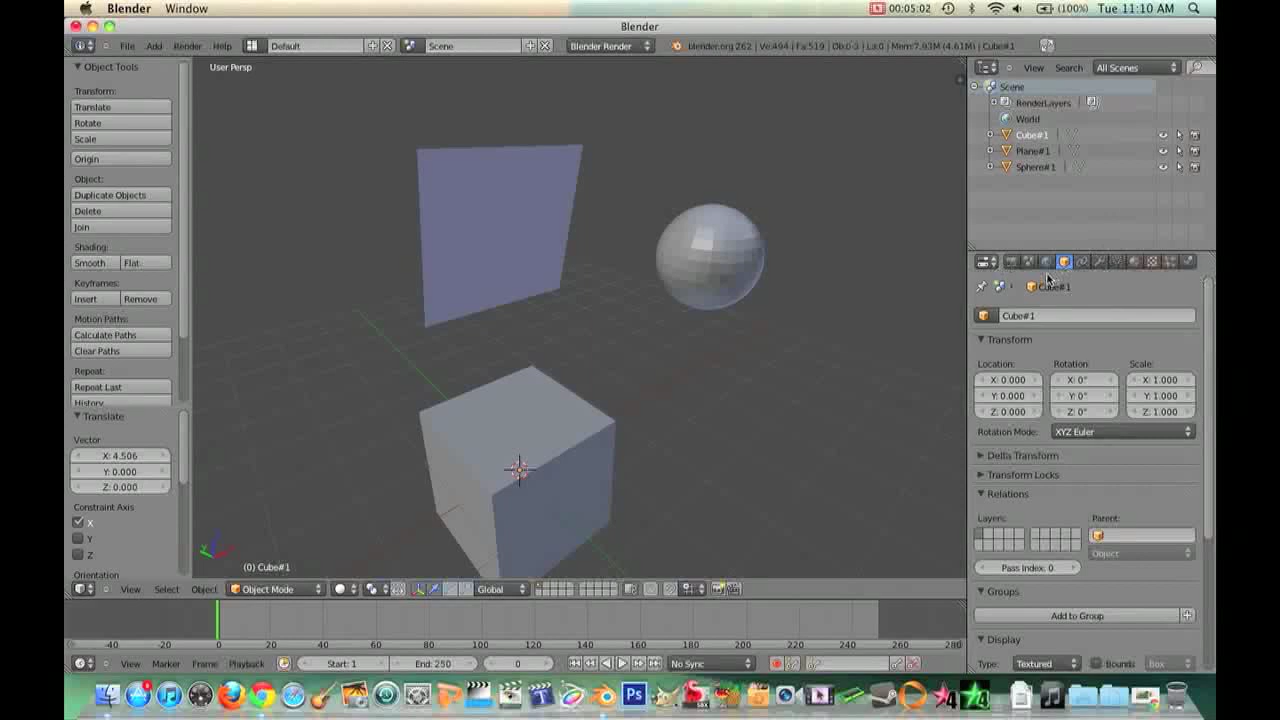 Blender Window 00:05:02 (100%) Tue 11:10 AM
Blender
File Add Render Help Default Scene Blender Render blender.org 262 | Ve:494 | Fa:519 | Ob:0-3 | La:0 | Mem:7.93M (4.61M) | Cube#1
Object Tools
Transform:
Translate
Rotate
Scale
Origin
Object:
Duplicate Objects
Delete
Join
Shading:
Smooth Flat
Keyframes:
Insert Remove
Motion Paths:
Calculate Paths
Clear Paths
Repeat:
Repeat Last
History
Translate
Vector
X: 4.506
Y: 0.000
Z: 0.000
Constraint Axis
X
Y
Z
Orientation
User Persp
(0) Cube#1
View Select Object Object Mode Global
-40 -20 0 20 40 60 80 100 120 140 160 180 200 220 240 260 280
View Marker Frame Playback Start: 1 End: 250 0 No Sync
View Search All Scenes
Scene
RenderLayers
World
Cube#1
Plane#1
Sphere#1
Cube#1
Cube#1
Transform
Location: Rotation: Scale:
X: 0.000 X: 0° X: 1.000
Y: 0.000 Y: 0° Y: 1.000
Z: 0.000 Z: 0° Z: 1.000
Rotation Mode: XYZ Euler
Delta Transform
Transform Locks
Relations
Layers: Parent:
Object
Pass Index: 0
Groups
Add to Group
Display
Type: Textured Bounds Box
Ps